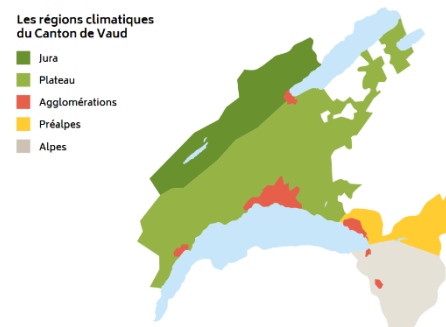 Les régions climatiques
du Canton de Vaud
Jura
Plateau
Agglomérations
Préalpes
Alpes